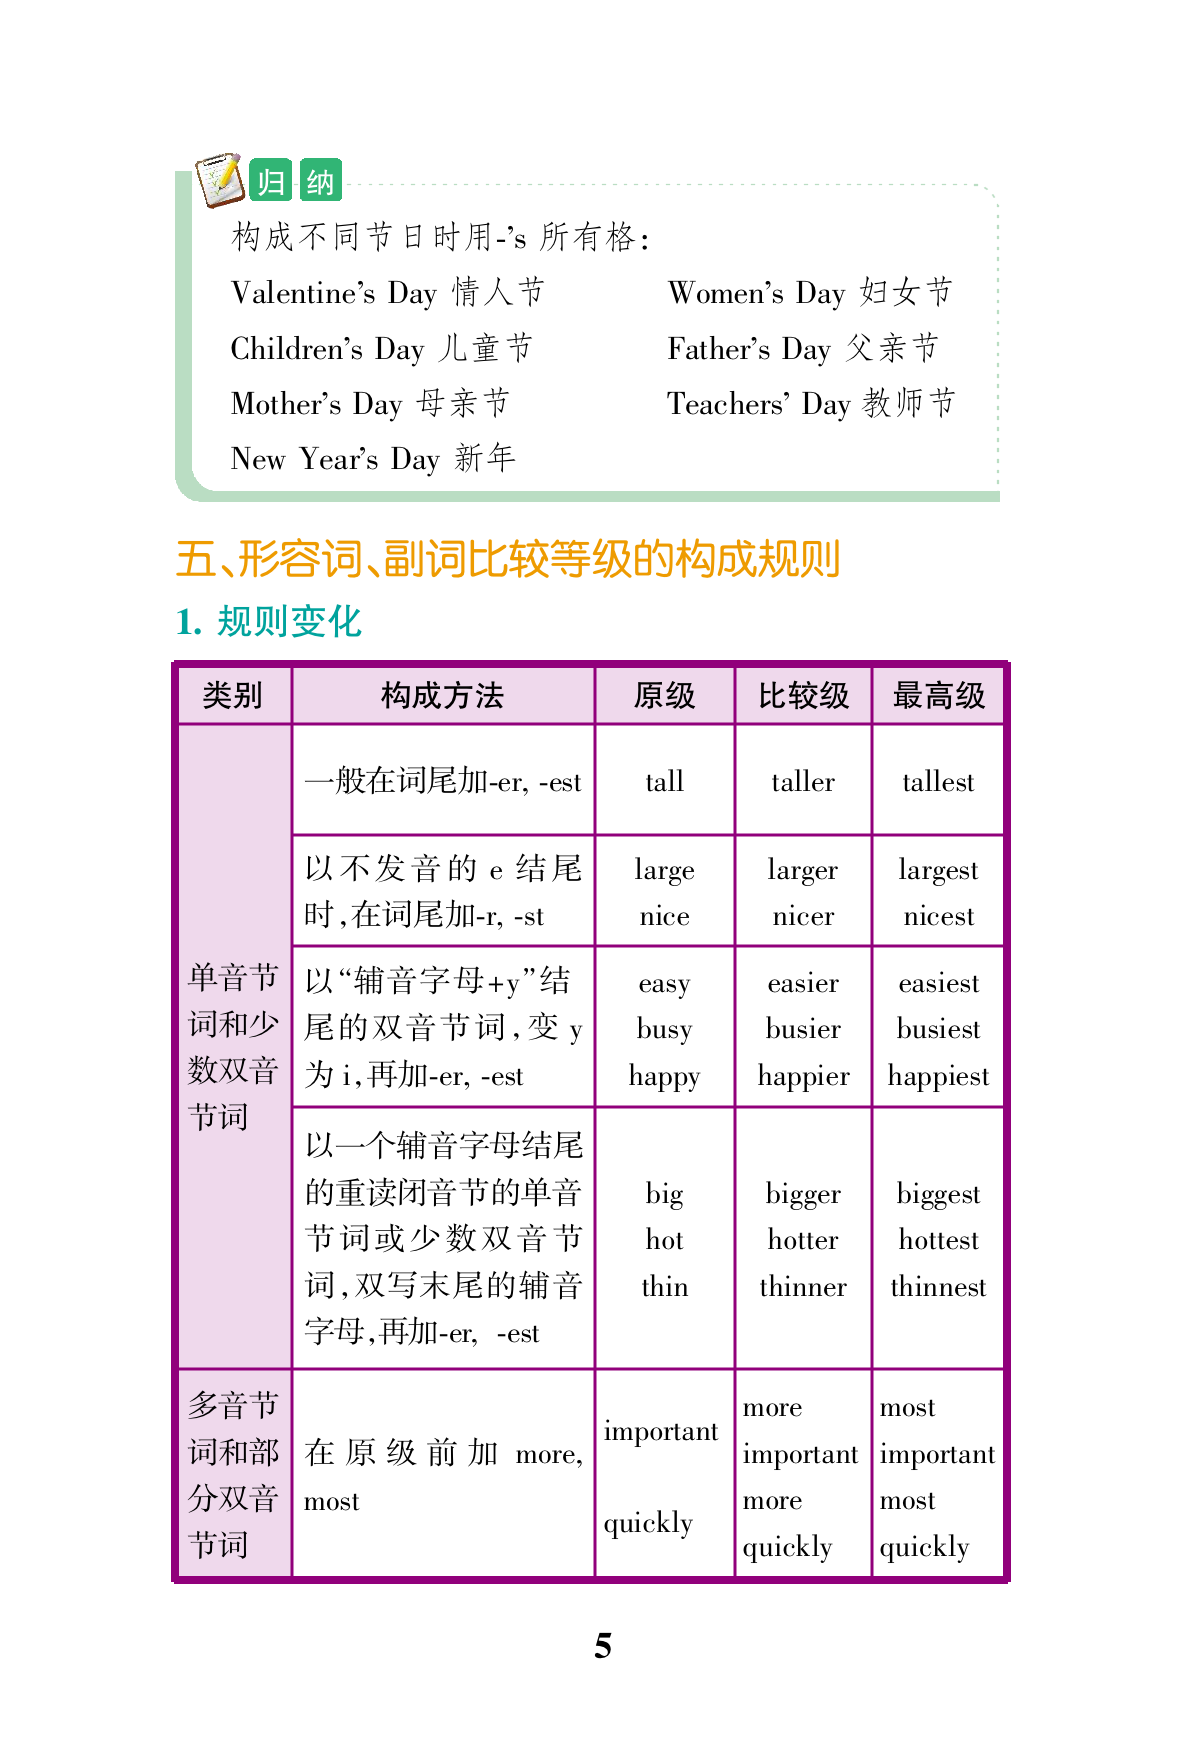 归纳
构成不同节日时用-’s 所有格:
Valentine’s Day 情人节 Women’s Day 妇女节
Children’s Day 儿童节 Father’s Day 父亲节
Mother’s Day 母亲节 Teachers’ Day 教师节
New Year’s Day 新年
五、形容词、副词比较等级的构成规则
1. 规则变化
类别 构成方法 原级 比较级 最高级
单音节
词和少
数双音
节词
一般在词尾加-er, -est tall taller tallest
以不发音的 e 结尾
时,在词尾加-r, -st
large larger largest
nice nicer nicest
以“辅音字母+y”结
尾的双音节词,变 y
为 i,再加-er, -est
easy easier easiest
busy busier busiest
happy happier happiest
以一个辅音字母结尾
的重读闭音节的单音
节词或少数双音节
词,双写末尾的辅音
字母,再加-er, -est
big bigger biggest
hot hotter hottest
thin thinner thinnest
多音节
词和部
分双音
节词
在原级前加 more,
most
important
quickly
more
important
more
quickly
most
important
most
quickly
5